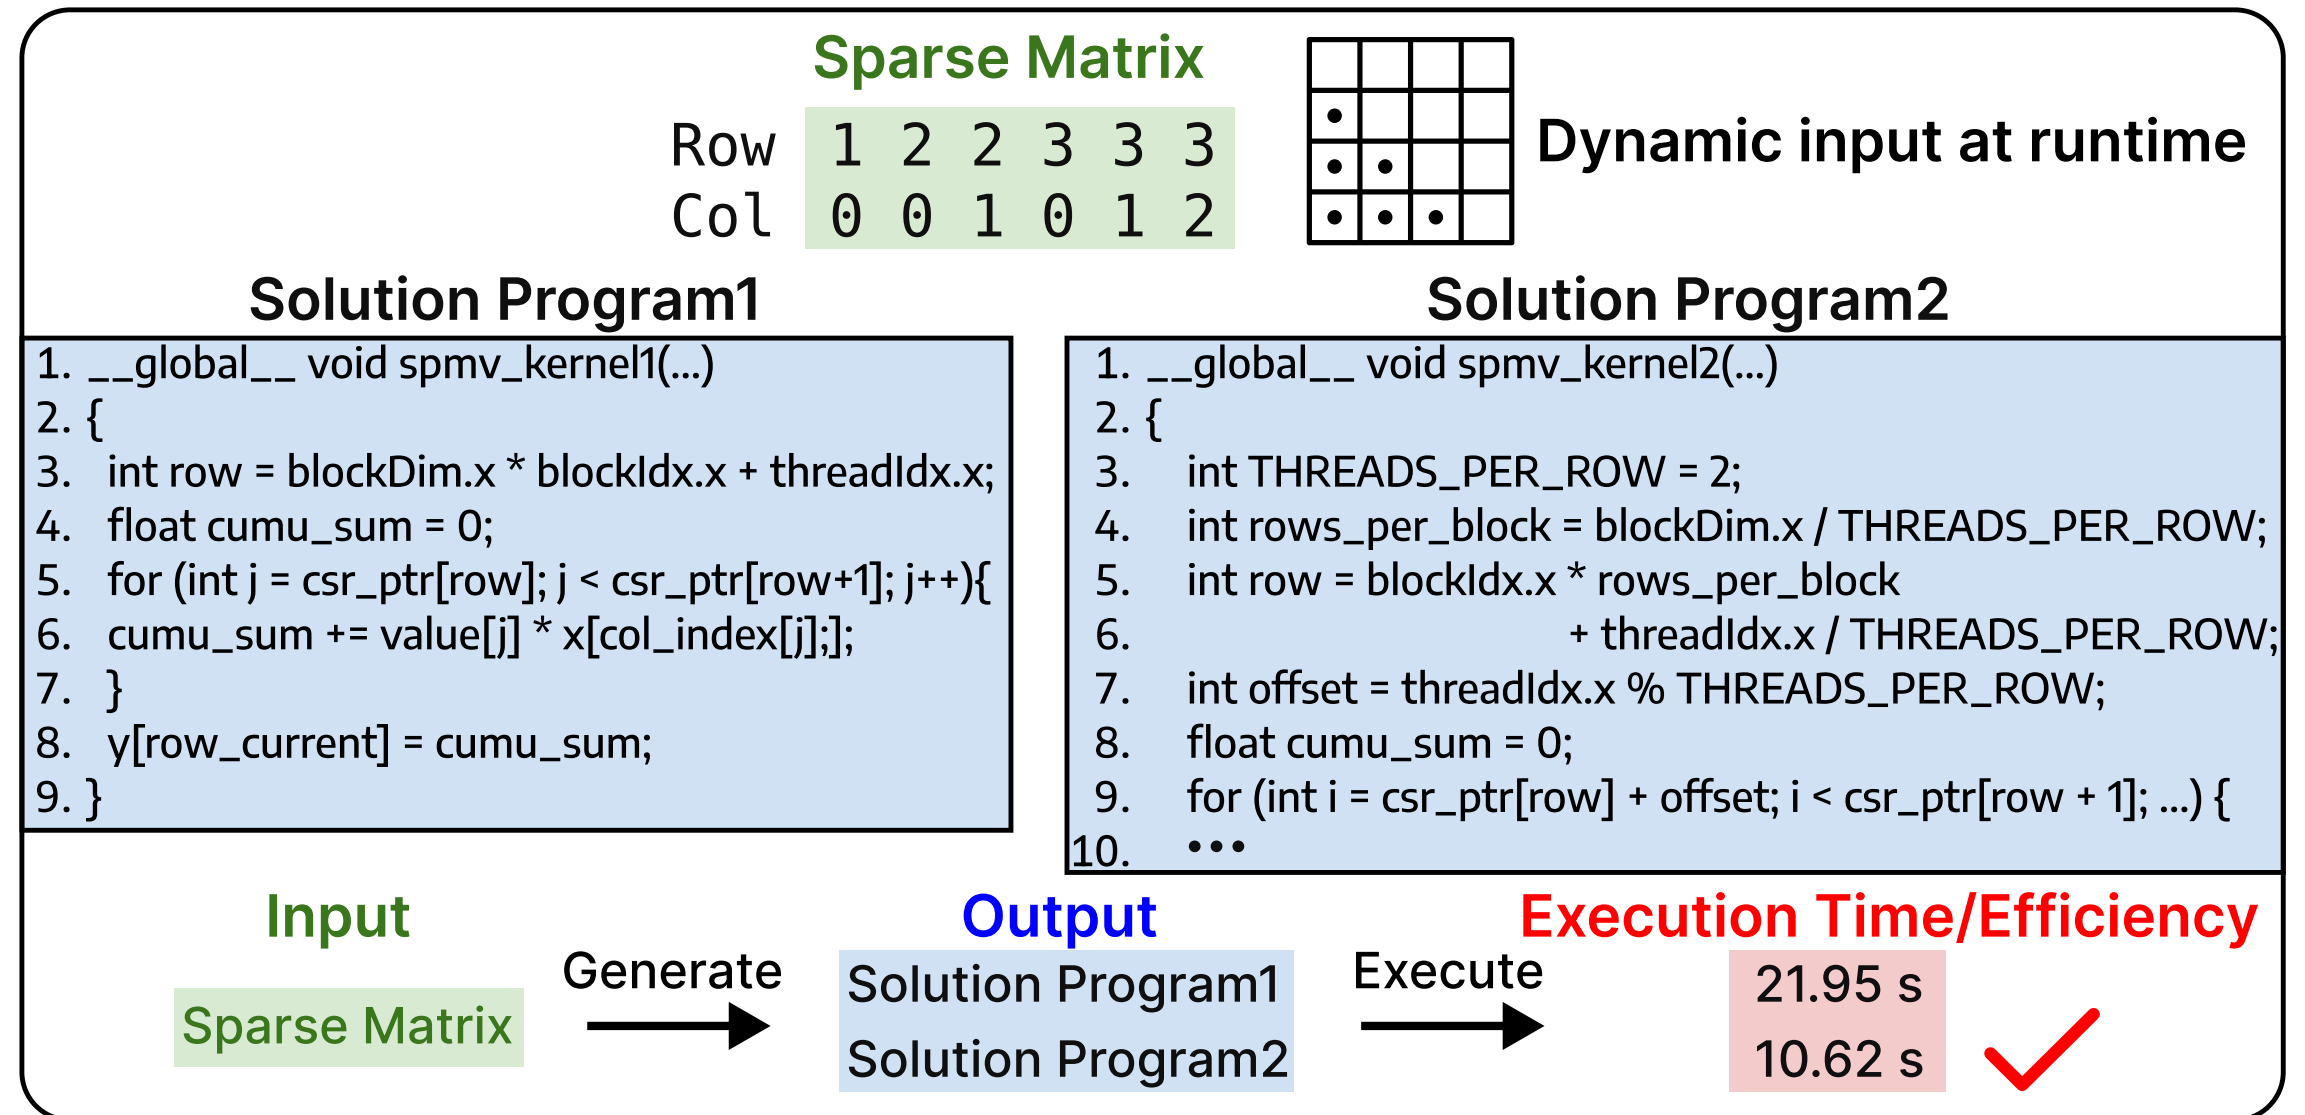 Sparse Matrix
Row 1 2 2 3 3 3
Col 0 0 1 0 1 2
Dynamic input at runtime
Solution Program1
1. __global__ void spmv_kernel1(...)
2. {
3. int row = blockDim.x * blockIdx.x + threadIdx.x;
4. float cumu_sum = 0;
5. for (int j = csr_ptr[row]; j < csr_ptr[row+1]; j++){
6. cumu_sum += value[j] * x[col_index[j];];
7. }
8. y[row_current] = cumu_sum;
9. }
Solution Program2
1. __global__ void spmv_kernel2(...)
2. {
3. int THREADS_PER_ROW = 2;
4. int rows_per_block = blockDim.x / THREADS_PER_ROW;
5. int row = blockIdx.x * rows_per_block
6. + threadIdx.x / THREADS_PER_ROW;
7. int offset = threadIdx.x % THREADS_PER_ROW;
8. float cumu_sum = 0;
9. for (int i = csr_ptr[row] + offset; i < csr_ptr[row + 1]; ...) {
10. •••
Input
Sparse Matrix
Generate
Output
Solution Program1
Solution Program2
Execute
Execution Time/Efficiency
21.95 s
10.62 s